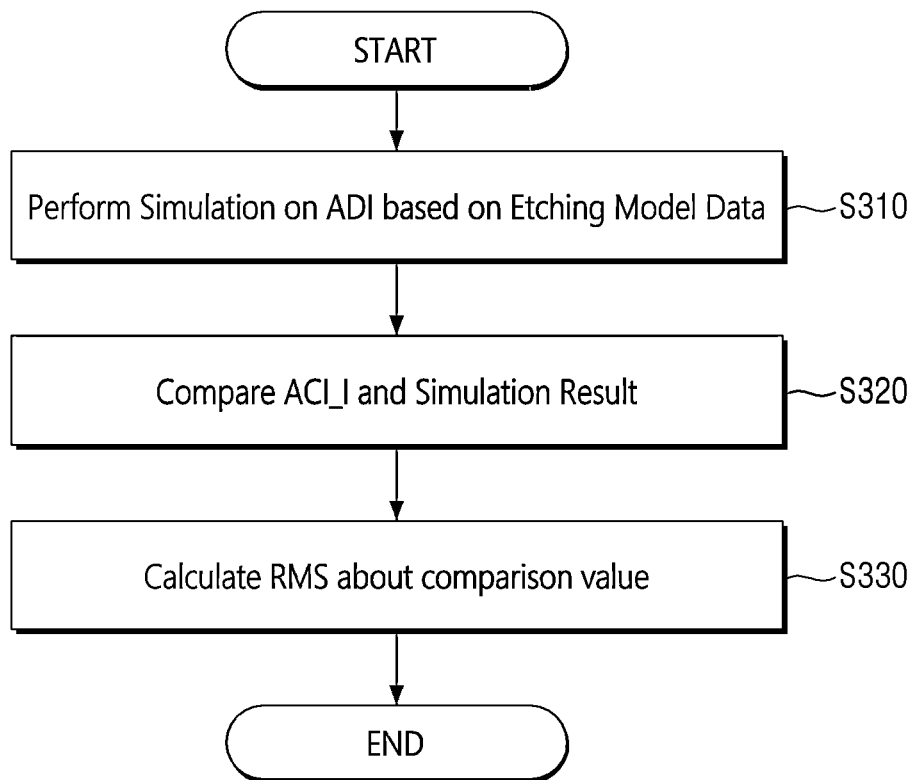 START
Perform Simulation on ADI based on Etching Model Data
S310
Compare ACI_I and Simulation Result
S320
Calculate RMS about comparison value
S330
END